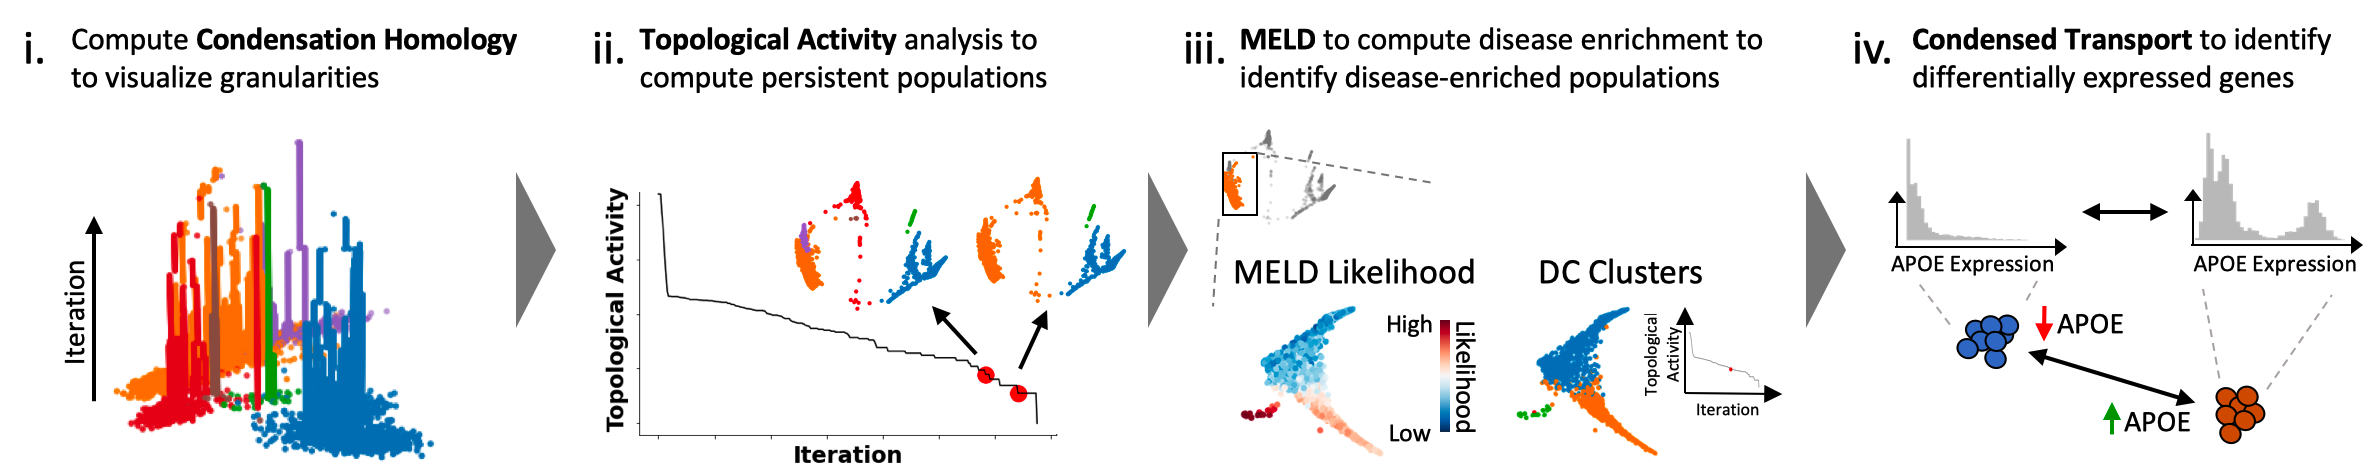 i. Compute Condensation Homology
to visualize granularities
Iteration
ii. Topological Activity analysis to
compute persistent populations
Topological Activity
Iteration
iii. MELD to compute disease enrichment to
identify disease-enriched populations
MELD Likelihood
High
Low
Likelihood
DC Clusters
Topological
Activity
Iteration
iv. Condensed Transport to identify
differentially expressed genes
APOE Expression
APOE Expression
APOE
APOE